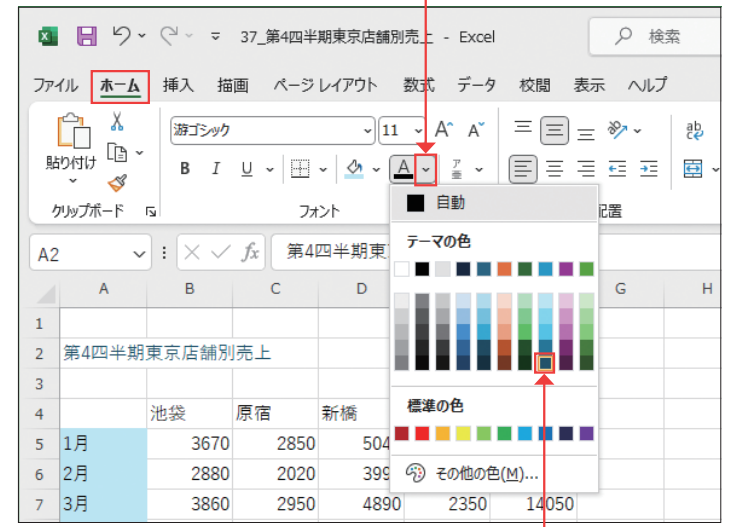 37_第4四半期東京店舗別売上 - Excel
検索
ファイル ホーム 挿入 描画 ページ レイアウト 数式 データ 校閲 表示 ヘルプ
貼り付け
游ゴシック 11 A A ab
B I U A ア 亜
クリップボード フォント 配置
自動
A2 fx 第4四半期東
テーマの色
A B C D G H
1
2 第4四半期東京店舗別売上
3
4 池袋 原宿 新橋
標準の色
5 1月 3670 2850 504
6 2月 2880 2020 399
その他の色(M)...
7 3月 3860 2950 4890 2350 14050